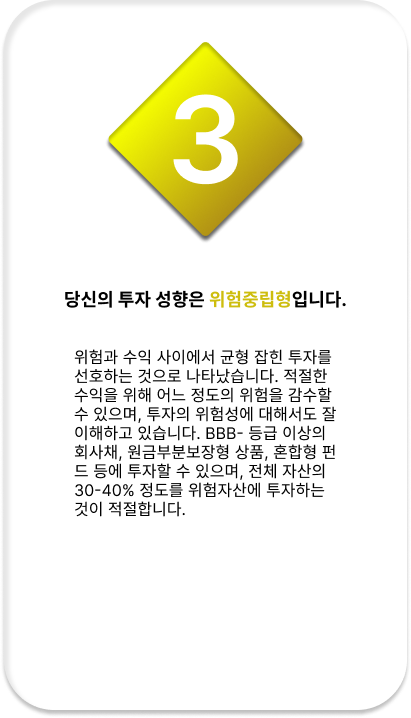 3
당신의 투자 성향은 위험중립형입니다.
위험과 수익 사이에서 균형 잡힌 투자를
선호하는 것으로 나타났습니다. 적절한
수익을 위해 어느 정도의 위험을 감수할
수 있으며, 투자의 위험성에 대해서도 잘
이해하고 있습니다. BBB- 등급 이상의
회사채, 원금부분보장형 상품, 혼합형 펀
드 등에 투자할 수 있으며, 전체 자산의
30-40% 정도를 위험자산에 투자하는
것이 적절합니다.